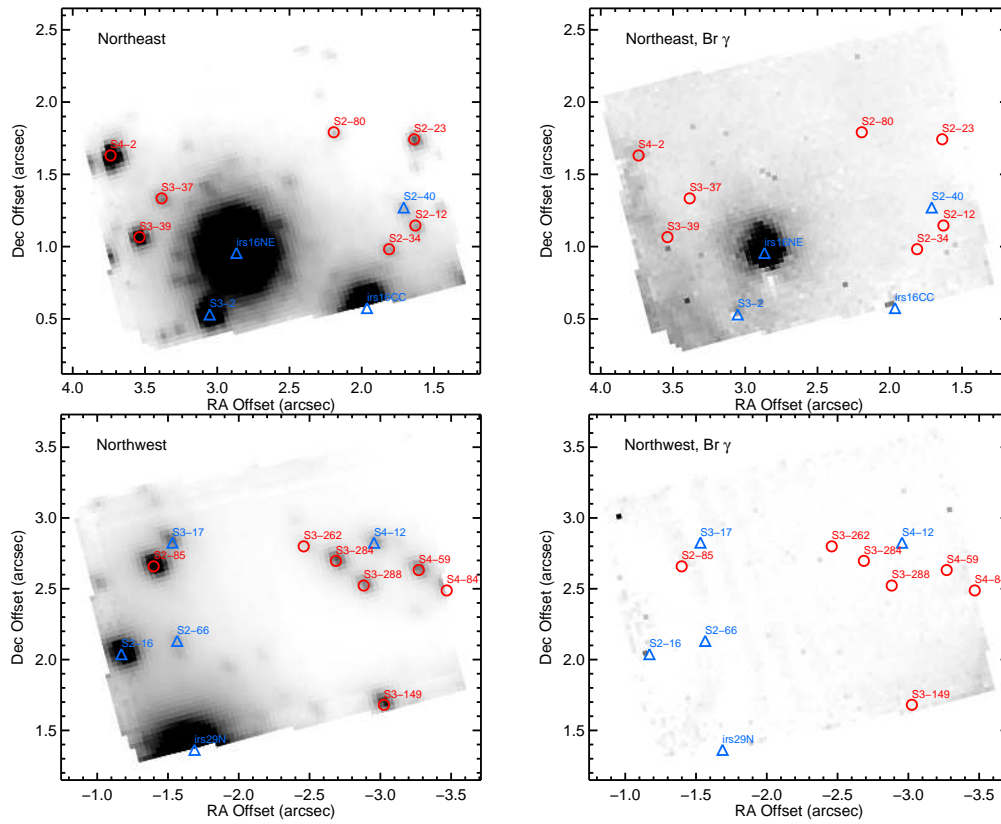 Northeast
S4−2
S2−80
S2−23
S3−37
S2−40
S3−39
S2−12
S2−34
irs16NE
S3−2
irs16CC
2.5
2.0
1.5
1.0
0.5
Dec Offset (arcsec)
4.0 3.5 3.0 2.5 2.0 1.5
RA Offset (arcsec)
Northeast, Br γ
S4−2
S2−80
S2−23
S3−37
S2−40
S3−39
S2−12
S2−34
irs16NE
S3−2
irs16CC
2.5
2.0
1.5
1.0
0.5
Dec Offset (arcsec)
4.0 3.5 3.0 2.5 2.0 1.5
RA Offset (arcsec)
Northwest
S3−17
S2−85
S3−262
S4−12
S3−284
S4−59
S3−288
S4−84
S2−16
S2−66
S3−149
irs29N
3.5
3.0
2.5
2.0
1.5
Dec Offset (arcsec)
−1.0 −1.5 −2.0 −2.5 −3.0 −3.5
RA Offset (arcsec)
Northwest, Br γ
S3−17
S2−85
S3−262
S4−12
S3−284
S4−59
S3−288
S4−8
S2−16
S2−66
S3−149
irs29N
3.5
3.0
2.5
2.0
1.5
Dec Offset (arcsec)
−1.0 −1.5 −2.0 −2.5 −3.0 −3.5
RA Offset (arcsec)